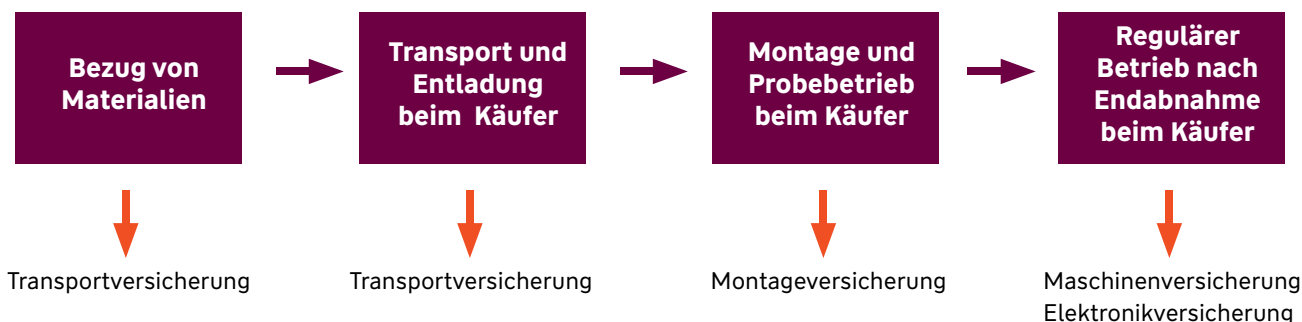 Bezug von
Materialien
Transport und
Entladung
beim Käufer
Montage und
Probebetrieb
beim Käufer
Regulärer
Betrieb nach
Endabnahme
beim Käufer
Transportversicherung
Transportversicherung
Montageversicherung
Maschinenversicherung
Elektronikversicherung